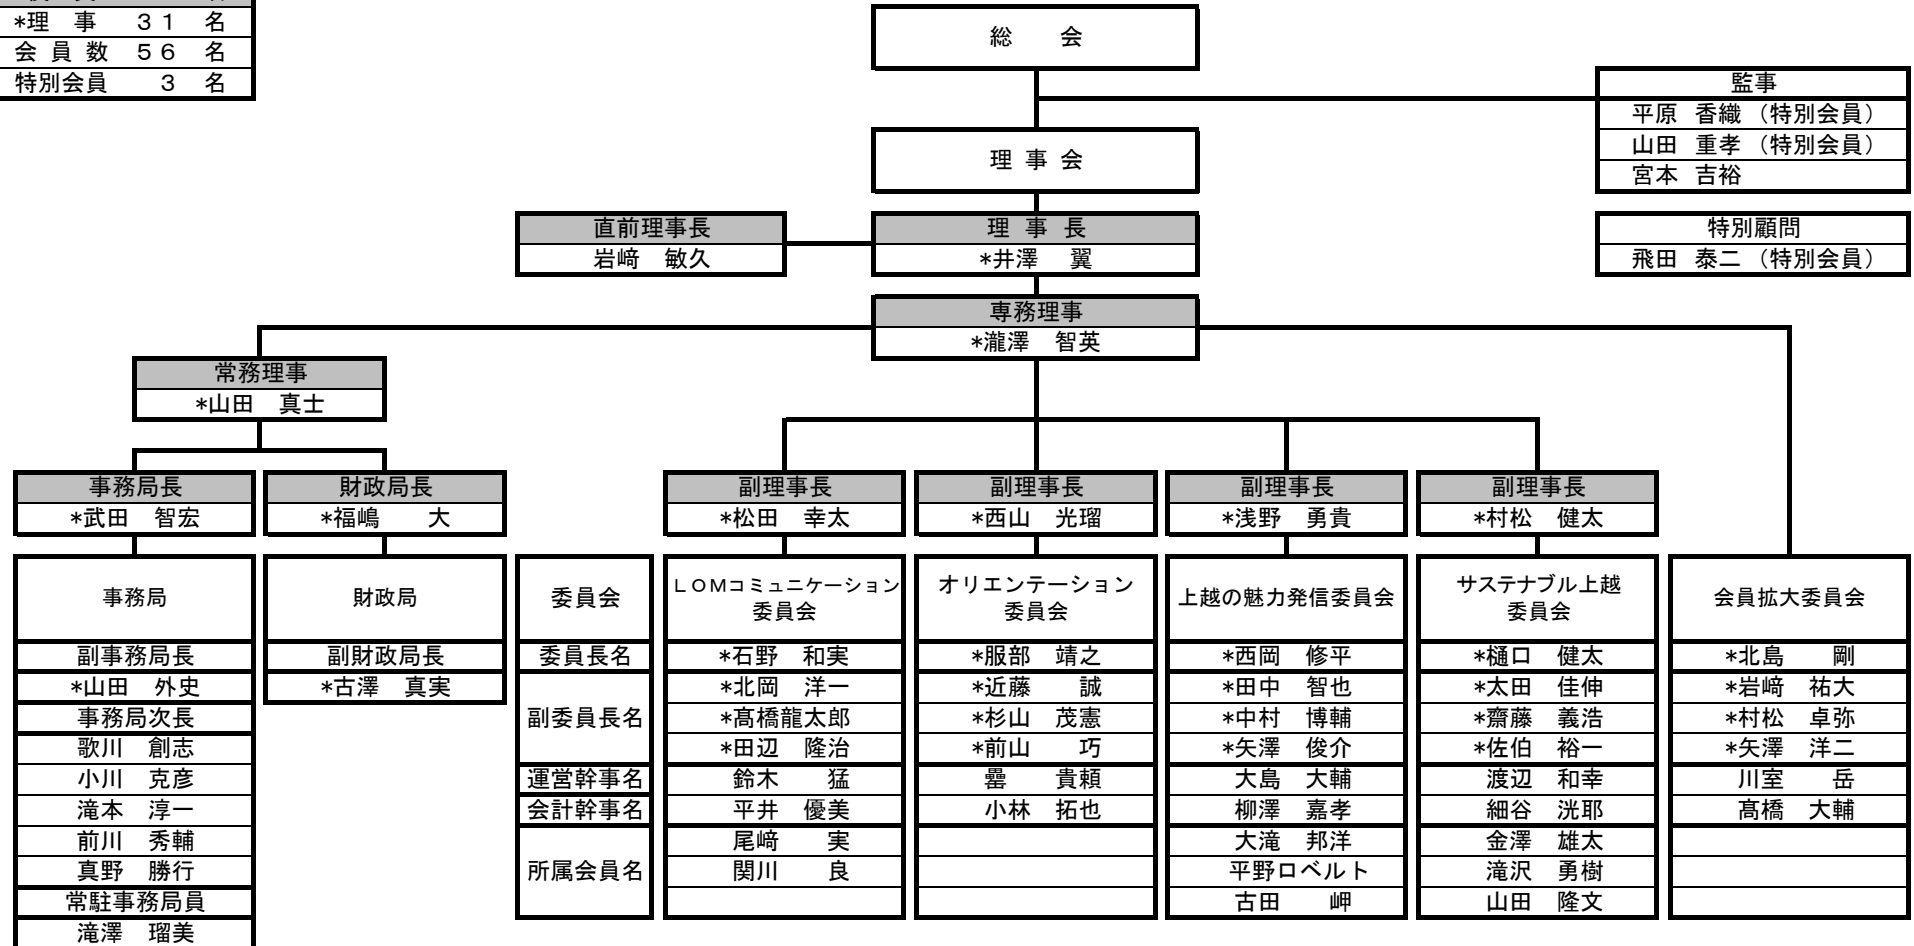 *理　事　３１　名
会 員 数　５６　名
特別会員　３　名
総　会
監事
平原　香織（特別会員）
山田　重孝（特別会員）
宮本　吉裕
理 事 会
直前理事長
岩﨑　敏久
理 事 長
*井澤　翼
特別顧問
飛田　泰二（特別会員）
専務理事
*瀧澤　智英
常務理事
*山田　真士
事務局長
*武田　智宏
財政局長
*福嶋　大
副理事長
*松田　幸太
副理事長
*西山　光瑠
副理事長
*浅野　勇貴
副理事長
*村松　健太
事務局
副事務局長
*山田　外史
事務局次長
歌川　創志
小川　克彦
滝本　淳一
前川　秀輔
真野　勝行
常駐事務局員
滝澤　瑠美
財政局
副財政局長
*古澤　真実
委員会
委員長名
副委員長名
運営幹事名
会計幹事名
所属会員名
ＬＯＭコミュニケーション
委員会
*石野　和実
*北岡　洋一
*髙橋龍太郎
*田辺　隆治
鈴木　猛
平井　優美
尾﨑　実
関川　良
オリエンテーション
委員会
*服部　靖之
*近藤　誠
*杉山　茂憲
*前山　巧
罍　貴頼
小林　拓也
上越の魅力発信委員会
*西岡　修平
*田中　智也
*中村　博輔
*矢澤　俊介
大島　大輔
柳澤　嘉孝
大滝　邦洋
平野ロベルト
古田　岬
サステナブル上越
委員会
*樋口　健太
*太田　佳伸
*齋藤　義浩
*佐伯　裕一
渡辺　和幸
細谷　洸耶
金澤　雄太
滝沢　勇樹
山田　隆文
会員拡大委員会
*北島　剛
*岩﨑　祐大
*村松　卓弥
*矢澤　洋二
川室　岳
髙橋　大輔